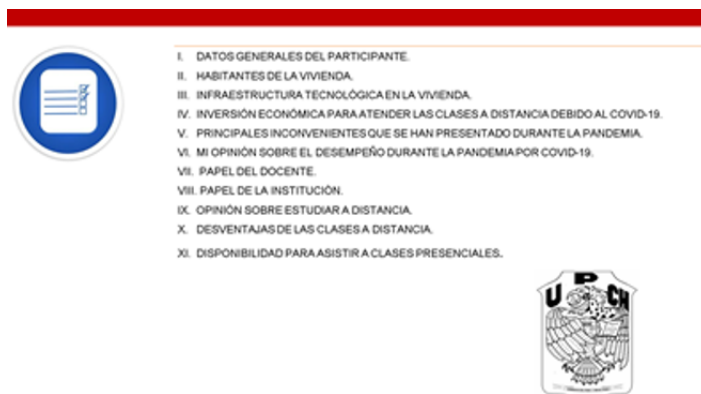 I. DATOS GENERALES DEL PARTICIPANTE.
II. HABITANTES DE LA VIVIENDA.
III. INFRAESTRUCTURA TECNOLÓGICA EN LA VIVIENDA.
IV. INVERSIÓN ECONÓMICA PARA ATENDER LAS CLASES A DISTANCIA DEBIDO AL COVID-19.
V. PRINCIPALES INCONVENIENTES QUE SE HAN PRESENTADO DURANTE LA PANDEMIA.
VI. MI OPINIÓN SOBRE EL DESEMPEÑO DURANTE LA PANDEMIA POR COVID-19.
VII. PAPEL DEL DOCENTE.
VIII. PAPEL DE LA INSTITUCIÓN.
IX. OPINIÓN SOBRE ESTUDIAR A DISTANCIA.
X. DESVENTAJAS DE LAS CLASES A DISTANCIA.
XI. DISPONIBILIDAD PARA ASISTIR A CLASES PRESENCIALES.
UPCH